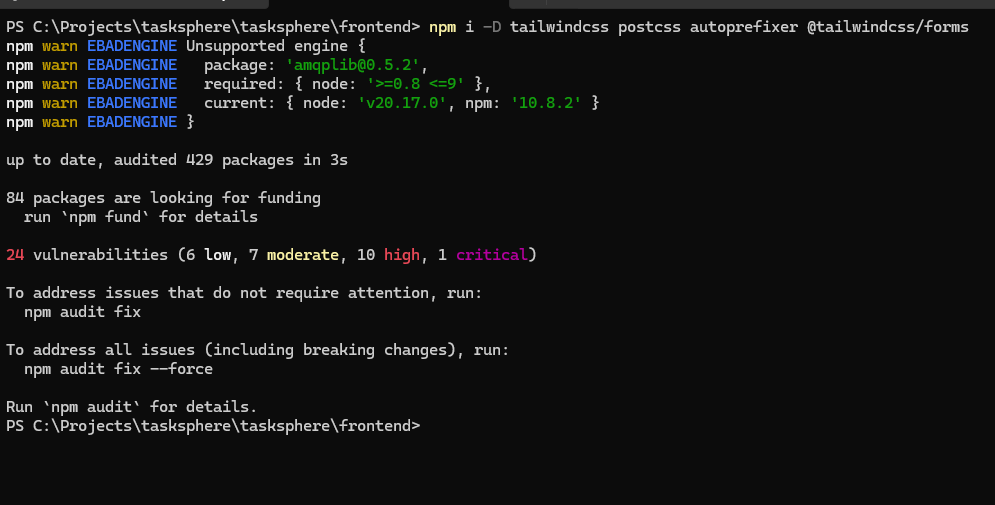 PS C:\Projects\tasksphere\tasksphere\frontend> npm i -D tailwindcss postcss autoprefixer @tailwindcss/forms
npm warn EBADENGINE Unsupported engine {
npm warn EBADENGINE   package: 'amqplib@0.5.2',
npm warn EBADENGINE   required: { node: '>=0.8 <=9' },
npm warn EBADENGINE   current: { node: 'v20.17.0', npm: '10.8.2' }
npm warn EBADENGINE }
up to date, audited 429 packages in 3s
84 packages are looking for funding
  run `npm fund` for details
24 vulnerabilities (6 low, 7 moderate, 10 high, 1 critical)
To address issues that do not require attention, run:
  npm audit fix
To address all issues (including breaking changes), run:
  npm audit fix --force
Run `npm audit` for details.
PS C:\Projects\tasksphere\tasksphere\frontend>